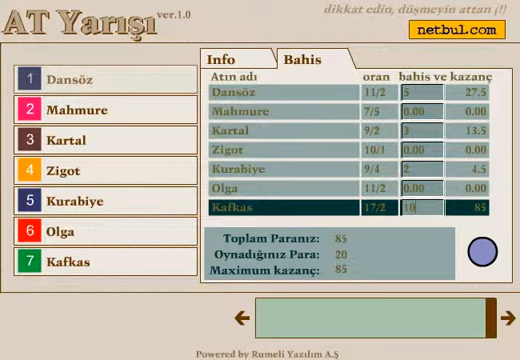 AT Yarışı ver.1.0
dikkat edin, düşmeyin attan (!)
netbul.com
Info Bahis
1 Dansöz
2 Mahmure
3 Kartal
4 Zigot
5 Kurabiye
6 Olga
7 Kafkas
Atın adı oran bahis ve kazanç
Dansöz 11/2 5 27.5
Mahmure 7/5 0.00 0.00
Kartal 9/2 3 13.5
Zigot 10/1 0.00 0.00
Kurabiye 9/4 2 4.5
Olga 11/2 0.00 0.00
Kafkas 17/2 10 85
Toplam Paranız: 85
Oynadığınız Para: 20
Maximum kazanç: 85
Powered by Rumeli Yazılım A.Ş